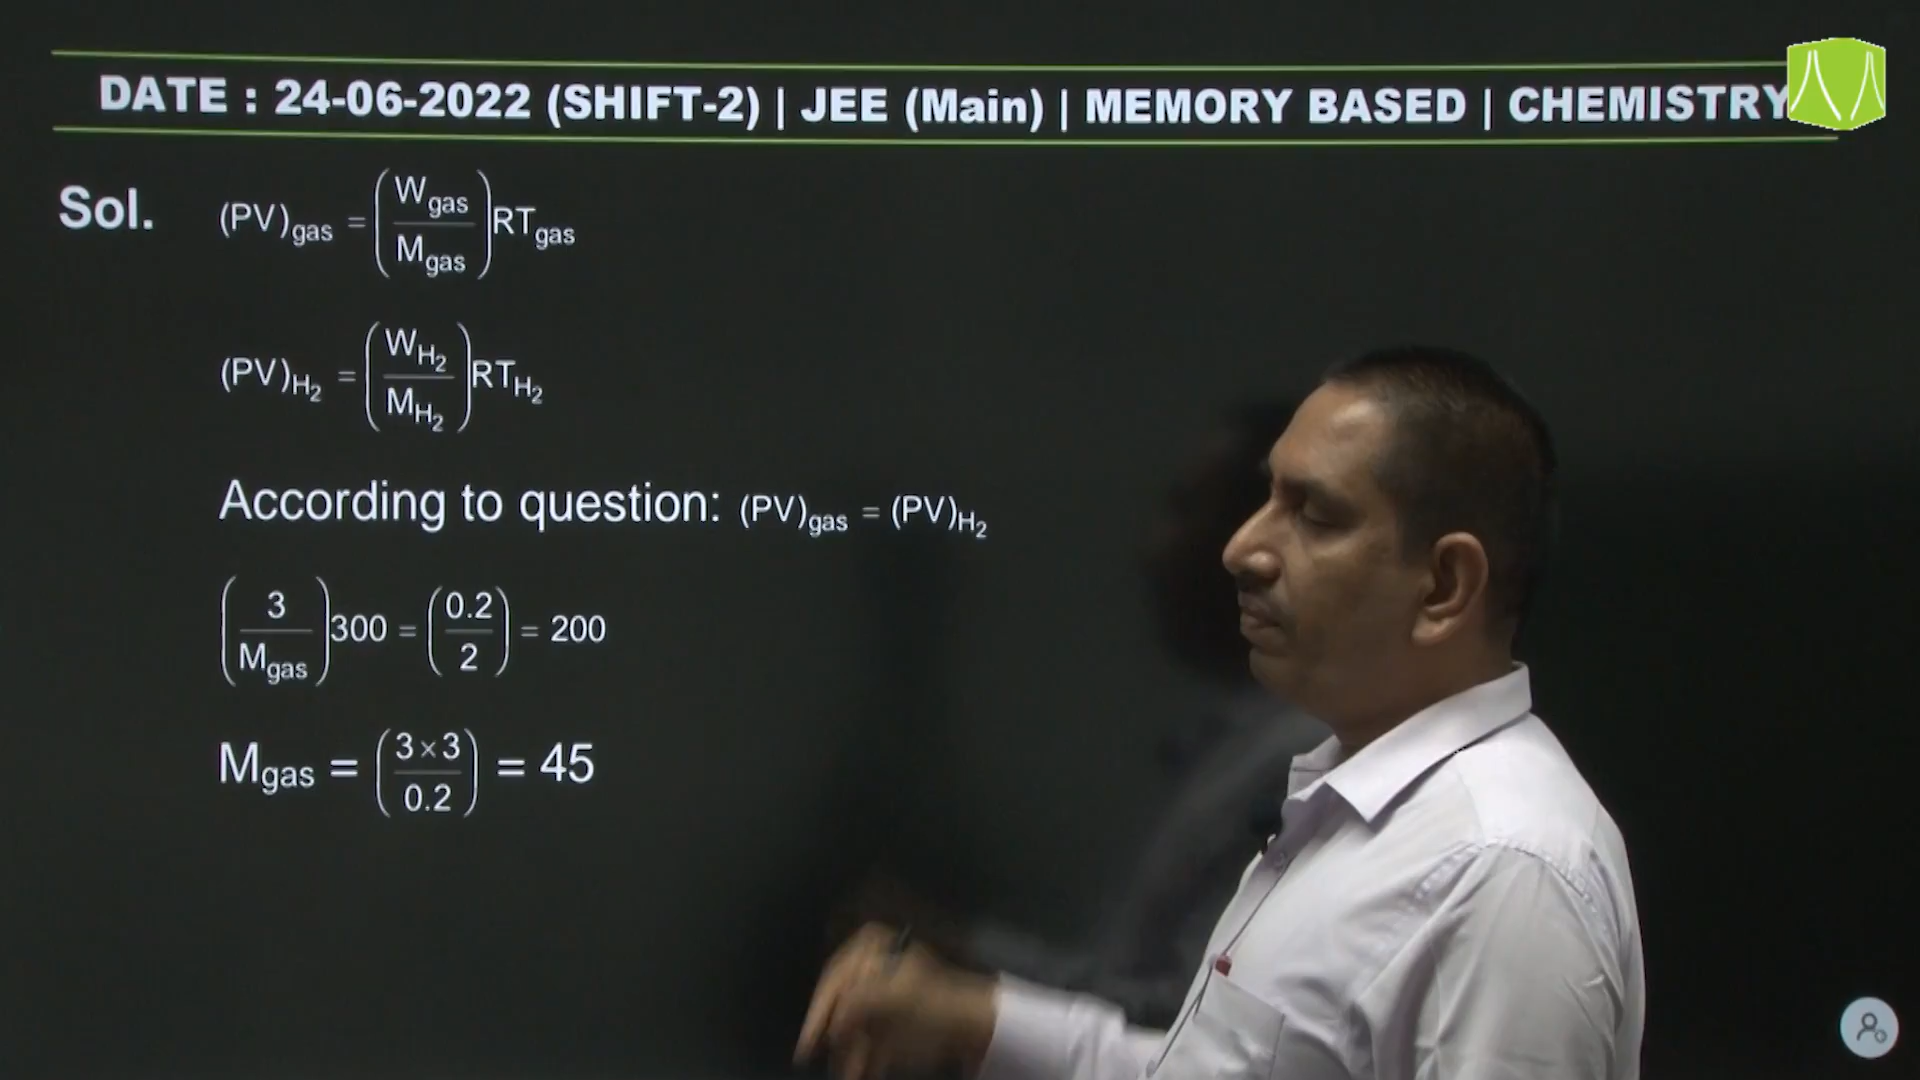 DATE : 24-06-2022 (SHIFT-2) | JEE (Main) | MEMORY BASED | CHEMISTRY
Sol. (PV)gas = (Wgas/Mgas)RTgas
(PV)H2 = (WH2/MH2)RTH2
According to question: (PV)gas = (PV)H2
(3/Mgas)300 = (0.2/2) = 200
Mgas = (3×3/0.2) = 45